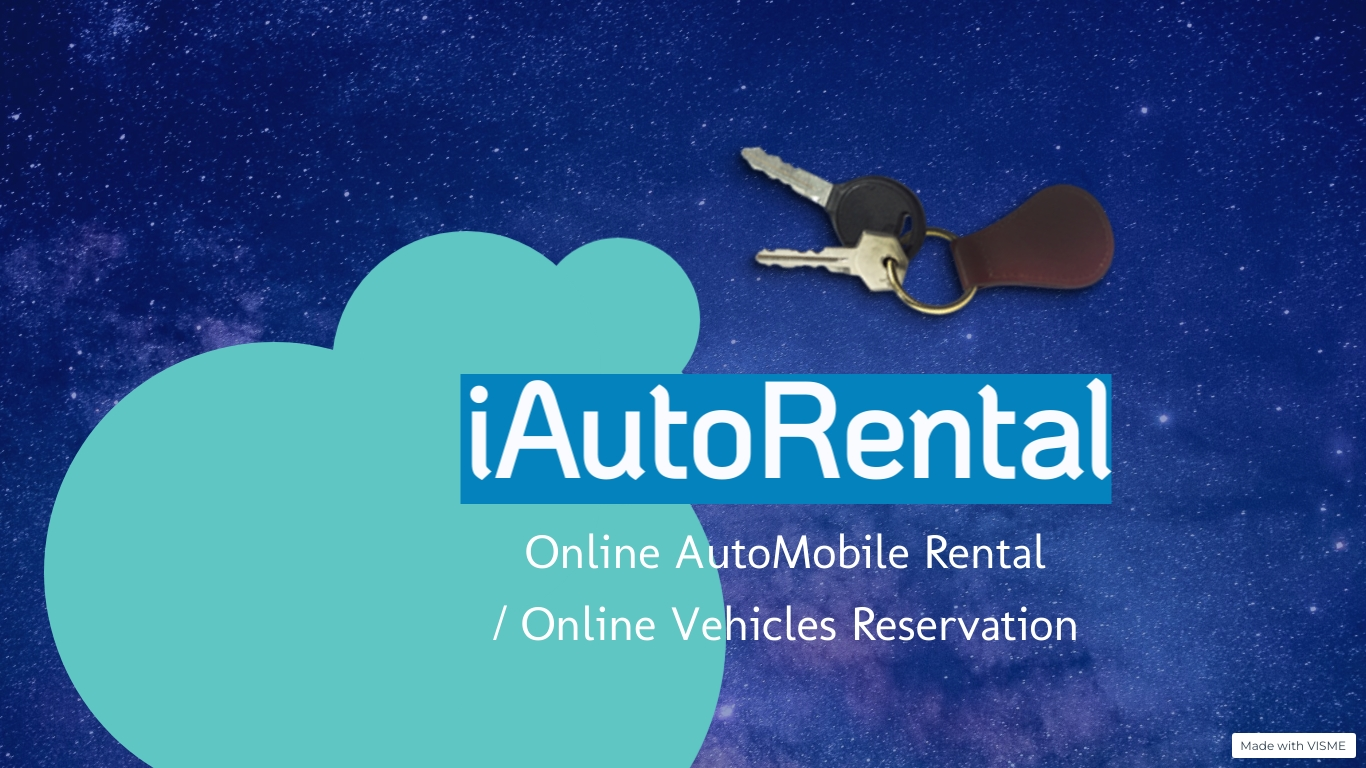 iAutoRental
Online AutoMobile Rental
/ Online Vehicles Reservation
Made with VISME